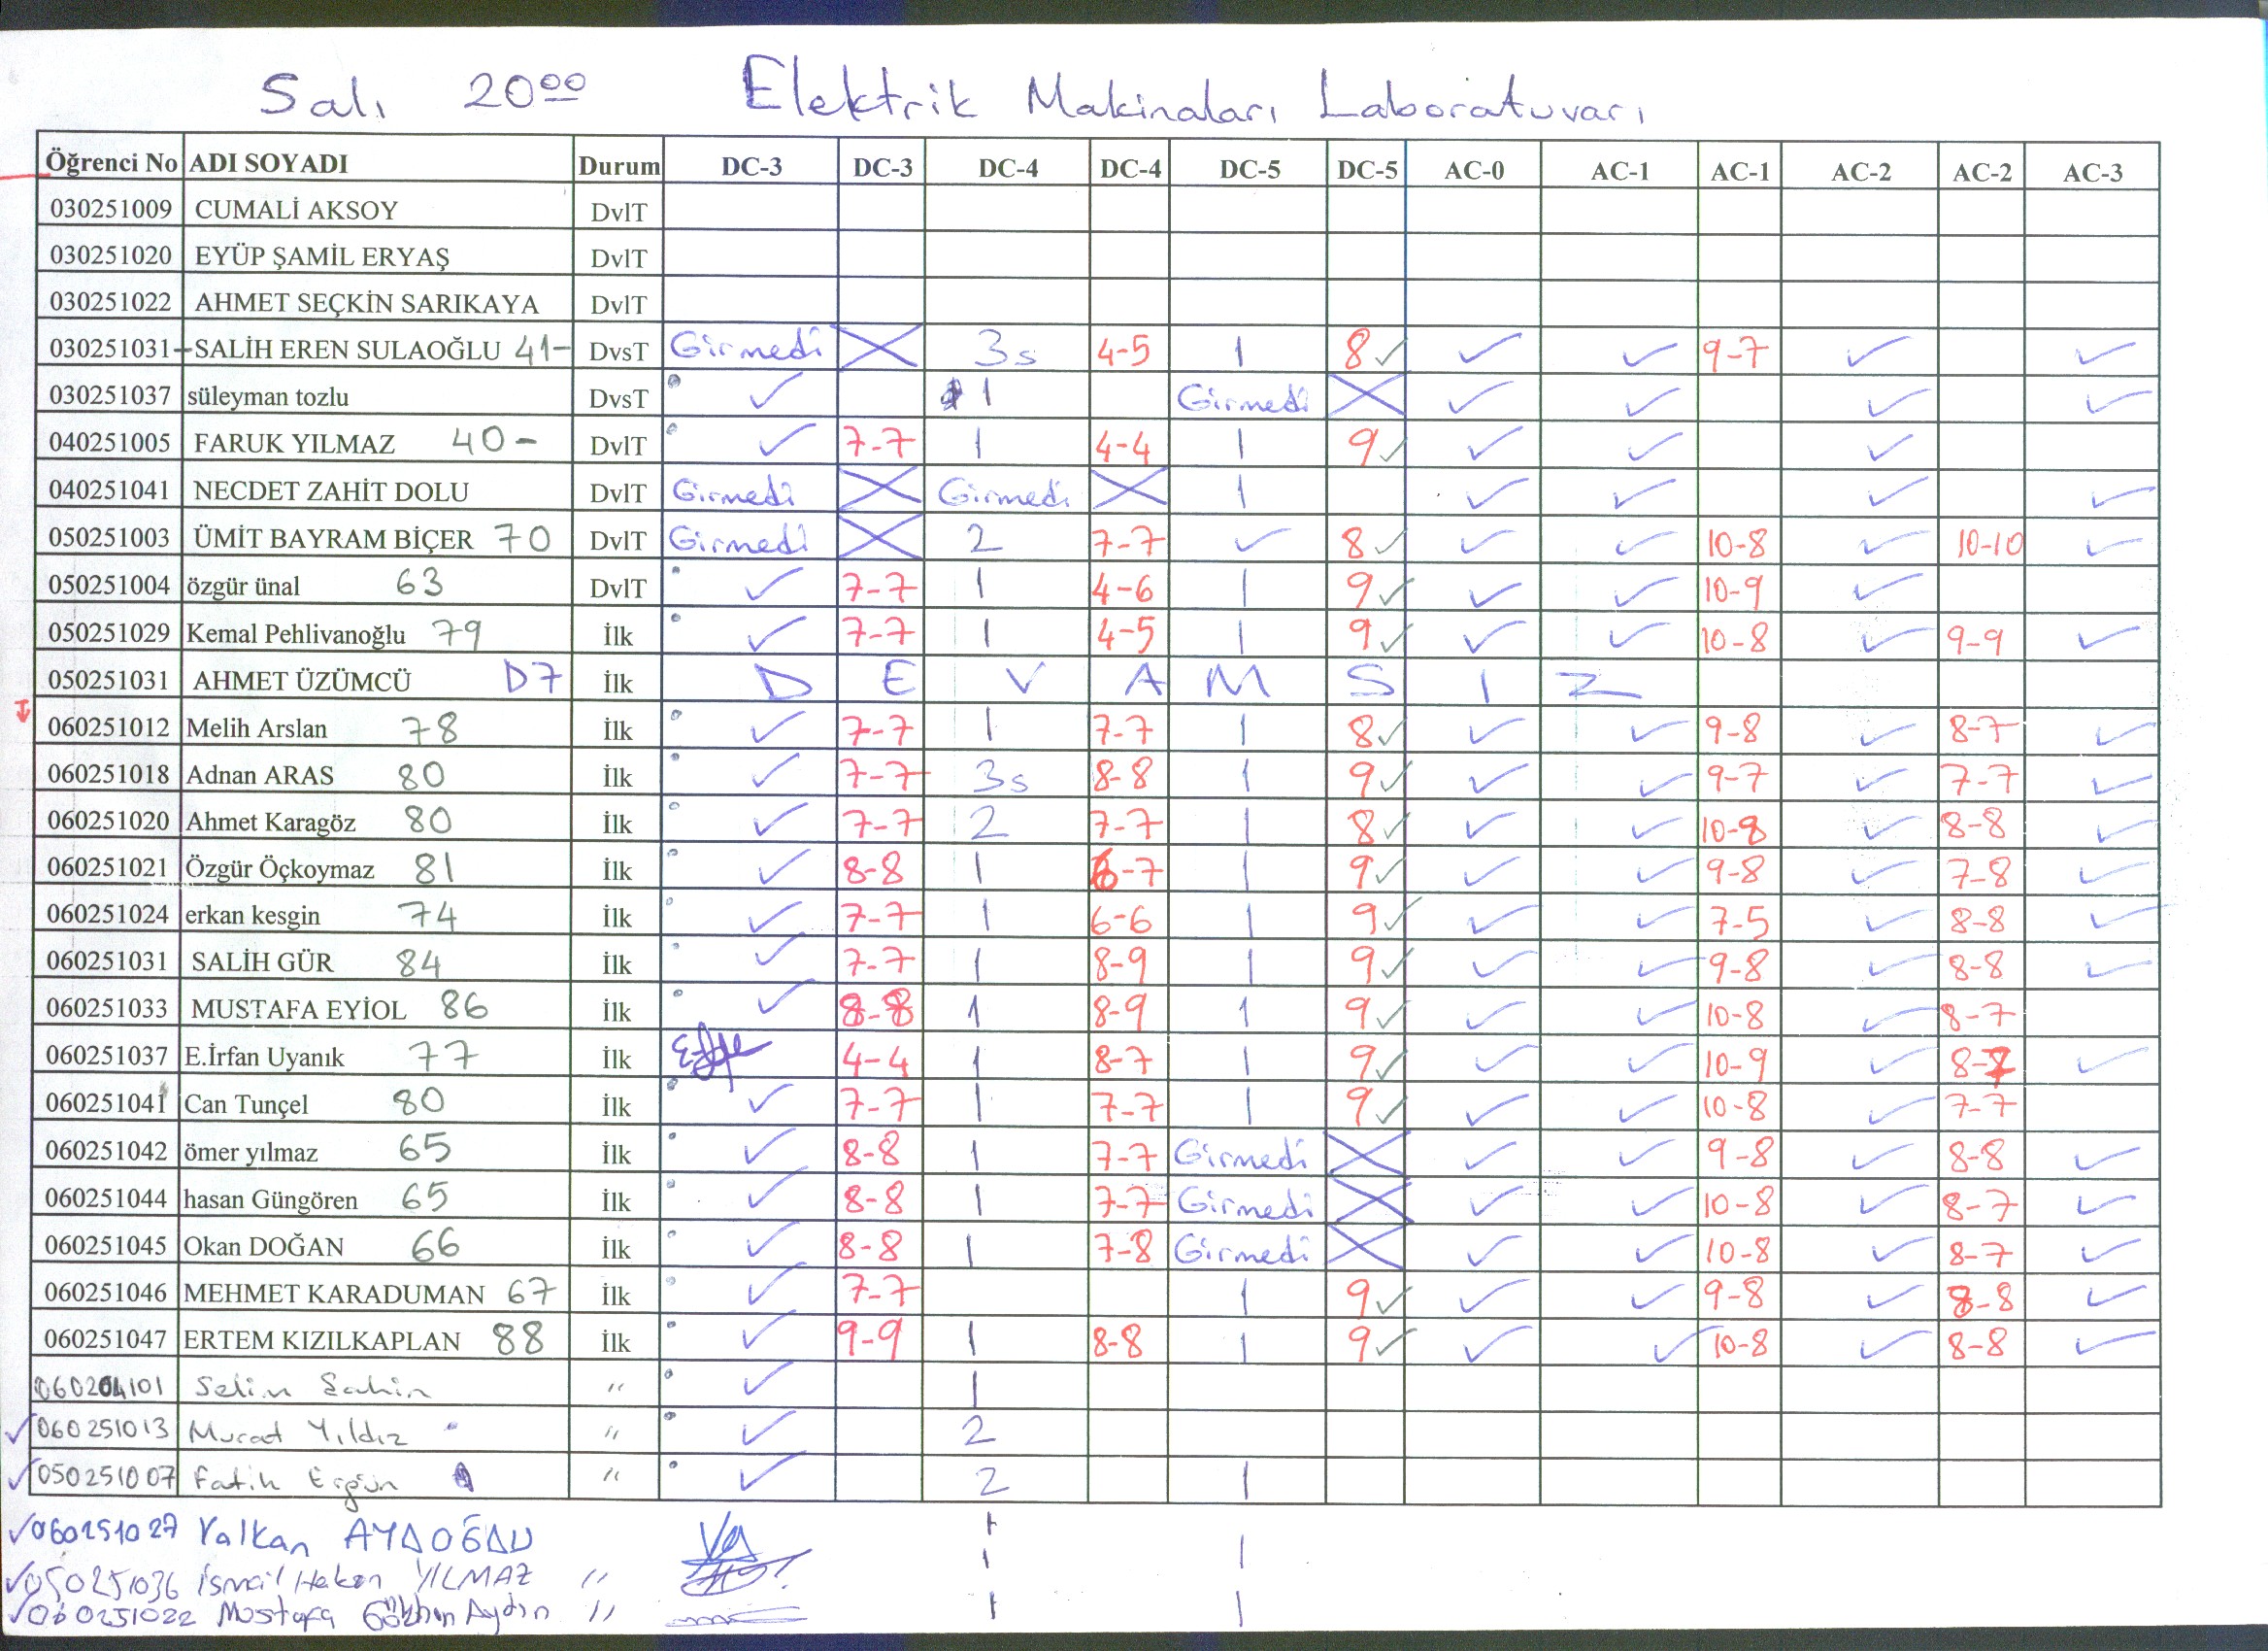 Salı 20⁰⁰ Elektrik Makinaları Laboratuvarı
Öğrenci No ADI SOYADI Durum DC-3 DC-3 DC-4 DC-4 DC-5 DC-5 AC-0 AC-1 AC-1 AC-2 AC-2 AC-3
030251009 CUMALİ AKSOY DvlT
030251020 EYÜP ŞAMİL ERYAŞ DvlT
030251022 AHMET SEÇKİN SARIKAYA DvlT
030251031 SALİH EREN SULAOĞLU 41- DvsT Girmedi X 3s 4-5 1 8 ✓ ✓ ✓ 9-7 ✓ ✓
030251037 süleyman tozlu DvsT ✓ 1 Girmedi X ✓ ✓ ✓ ✓
040251005 FARUK YILMAZ 40- DvlT ✓ 7-7 1 4-4 1 9 ✓ ✓ ✓ ✓
040251041 NECDET ZAHİT DOLU DvlT Girmedi X Girmedi X 1 ✓ ✓ ✓ ✓
050251003 ÜMİT BAYRAM BİÇER 70 DvlT Girmedi X 2 7-7 ✓ 8 ✓ ✓ ✓ 10-8 ✓ 10-10 ✓
050251004 özgür ünal 63 DvlT ✓ 7-7 1 4-6 1 9 ✓ ✓ ✓ 10-9 ✓
050251029 Kemal Pehlivanoğlu 79 İlk ✓ 7-7 1 4-5 1 9 ✓ ✓ ✓ 10-8 ✓ 9-9 ✓
050251031 AHMET ÜZÜMCÜ D7 İlk D E V A M S I Z
060251012 Melih Arslan 78 İlk ✓ 7-7 1 7-7 1 8 ✓ ✓ ✓ 9-8 ✓ 8-7 ✓
060251018 Adnan ARAS 80 İlk ✓ 7-7 3s 8-8 1 9 ✓ ✓ ✓ 9-7 ✓ 7-7 ✓
060251020 Ahmet Karagöz 80 İlk ✓ 7-7 2 7-7 1 8 ✓ ✓ ✓ 10-8 ✓ 8-8 ✓
060251021 Özgür Öçkoymaz 81 İlk ✓ 8-8 1 6-7 1 9 ✓ ✓ ✓ 9-8 ✓ 7-8 ✓
060251024 erkan kesgin 74 İlk ✓ 7-7 1 6-6 1 9 ✓ ✓ ✓ 7-5 ✓ 8-8 ✓
060251031 SALİH GÜR 84 İlk ✓ 7-7 1 8-9 1 9 ✓ ✓ ✓ 9-8 ✓ 8-8 ✓
060251033 MUSTAFA EYİOL 86 İlk ✓ 8-8 1 8-9 1 9 ✓ ✓ ✓ 10-8 ✓ 8-7
060251037 E.İrfan Uyanık 77 İlk 4-4 1 8-7 1 9 ✓ ✓ ✓ 10-9 ✓ 8-7 ✓
060251041 Can Tunçel 80 İlk ✓ 7-7 1 7-7 1 9 ✓ ✓ ✓ 10-8 ✓ 7-7
060251042 ömer yılmaz 65 İlk ✓ 8-8 1 7-7 Girmedi X ✓ ✓ 9-8 ✓ 8-8 ✓
060251044 hasan Güngören 65 İlk ✓ 8-8 1 7-7 Girmedi X ✓ ✓ 10-8 ✓ 8-7 ✓
060251045 Okan DOĞAN 66 İlk ✓ 8-8 1 7-8 Girmedi X ✓ ✓ 10-8 ✓ 8-7 ✓
060251046 MEHMET KARADUMAN 67 İlk ✓ 7-7 1 9 ✓ ✓ ✓ 9-8 ✓ 8-8 ✓
060251047 ERTEM KIZILKAPLAN 88 İlk ✓ 9-9 1 8-8 1 9 ✓ ✓ ✓ 10-8 ✓ 8-8 ✓
060204101 Selim Şahin " ✓ 1
✓ 060251013 Murat Yıldız " ✓ 2
✓ 050251007 Fatih Ergün " ✓ 2 1
✓ 060251027 Volkan AYDOĞDU 1 1
✓ 050251036 İsmail Hakan YILMAZ " 1
✓ 060251022 Mustafa Gökhan Aydın " 1 1